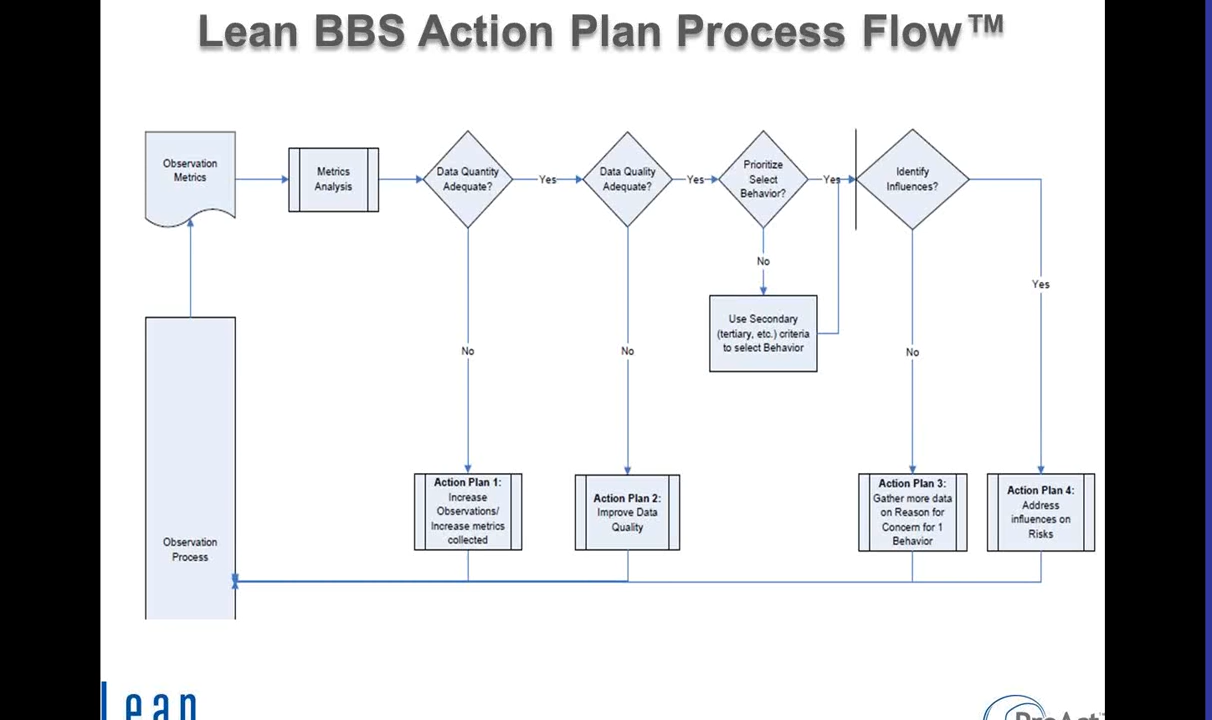 Lean BBS Action Plan Process Flow™
Observation
Metrics
Metrics
Analysis
Data Quantity
Adequate?
Yes
Data Quality
Adequate?
Yes
Prioritize
Select
Behavior?
Yes
Identify
Influences?
No
Yes
Use Secondary
(tertiary, etc.) criteria
to select Behavior
No
No
No
Action Plan 1:
Increase
Observations/
Increase metrics
collected
Action Plan 2:
Improve Data
Quality
Action Plan 3:
Gather more data
on Reason for
Concern for 1
Behavior
Action Plan 4:
Address
influences on
Risks
Observation
Process
Lean
ProAct™